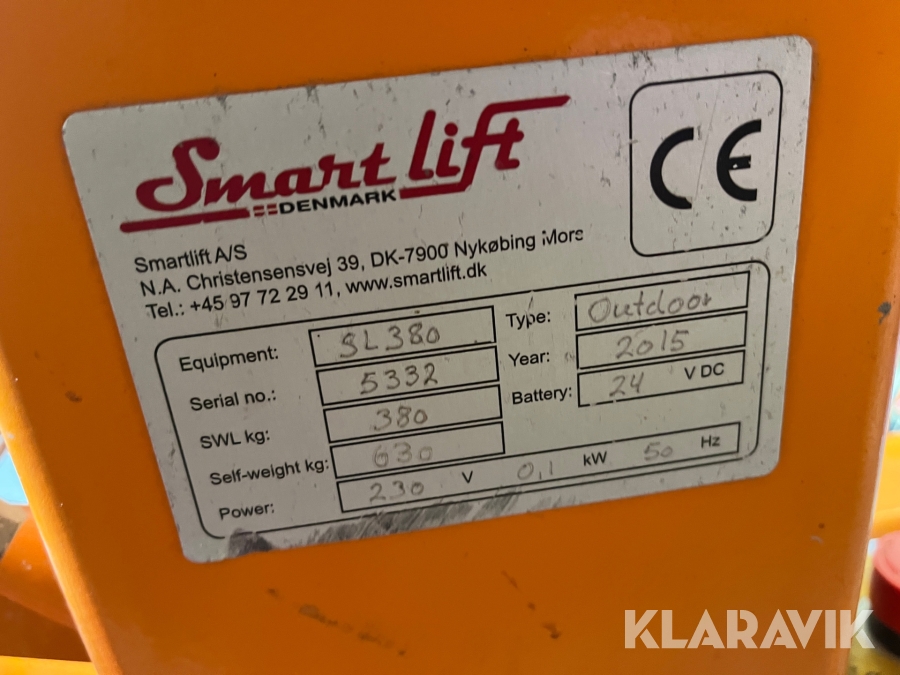 Smart lift
DENMARK
CE
Smartlift A/S
N.A. Christensensvej 39, DK-7900 Nykøbing Mors
Tel.: +45 97 72 29 11, www.smartlift.dk
Equipment: SL380 Type: Outdoor
Serial no.: 5332 Year: 2015
SWL kg: 380 Battery: 24 V DC
Self-weight kg: 630
Power: 230 V 0,1 kW 50 Hz
KLARAVIK